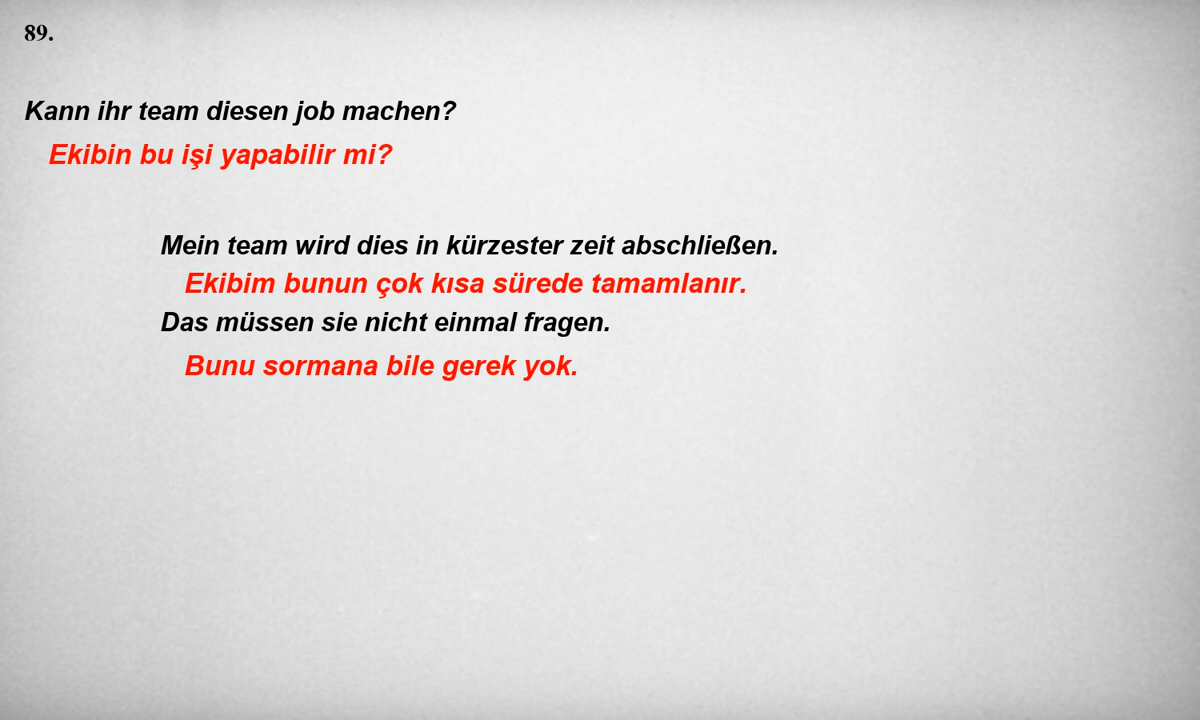 89.
Kann ihr team diesen job machen?
Ekibin bu işi yapabilir mi?
Mein team wird dies in kürzester zeit abschließen.
Ekibim bunun çok kısa sürede tamamlanır.
Das müssen sie nicht einmal fragen.
Bunu sormana bile gerek yok.